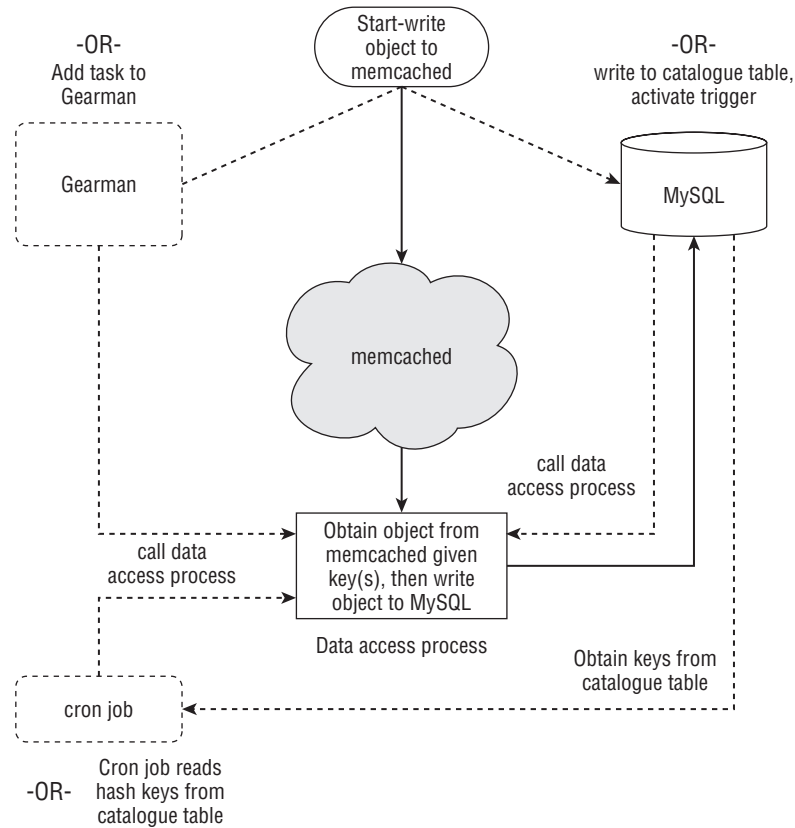 Start-write
object to
memcached
-OR-
Add task to
Gearman
-OR-
write to catalogue table,
activate trigger
Gearman
MySQL
memcached
call data
access process
Obtain object from
memcached given
key(s), then write
object to MySQL
call data
access process
Data access process
Obtain keys from
catalogue table
cron job
-OR-
Cron job reads
hash keys from
catalogue table